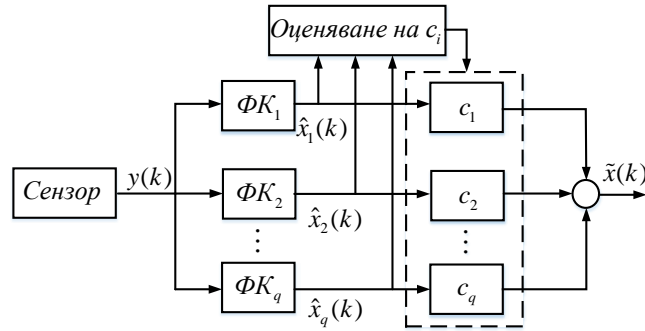 Оценяване на c_i
ФК_1
x̂_1(k)
c_1
Сензор
y(k)
ФК_2
x̂_2(k)
c_2
x̃(k)
⋮
⋮
ФК_q
x̂_q(k)
c_q